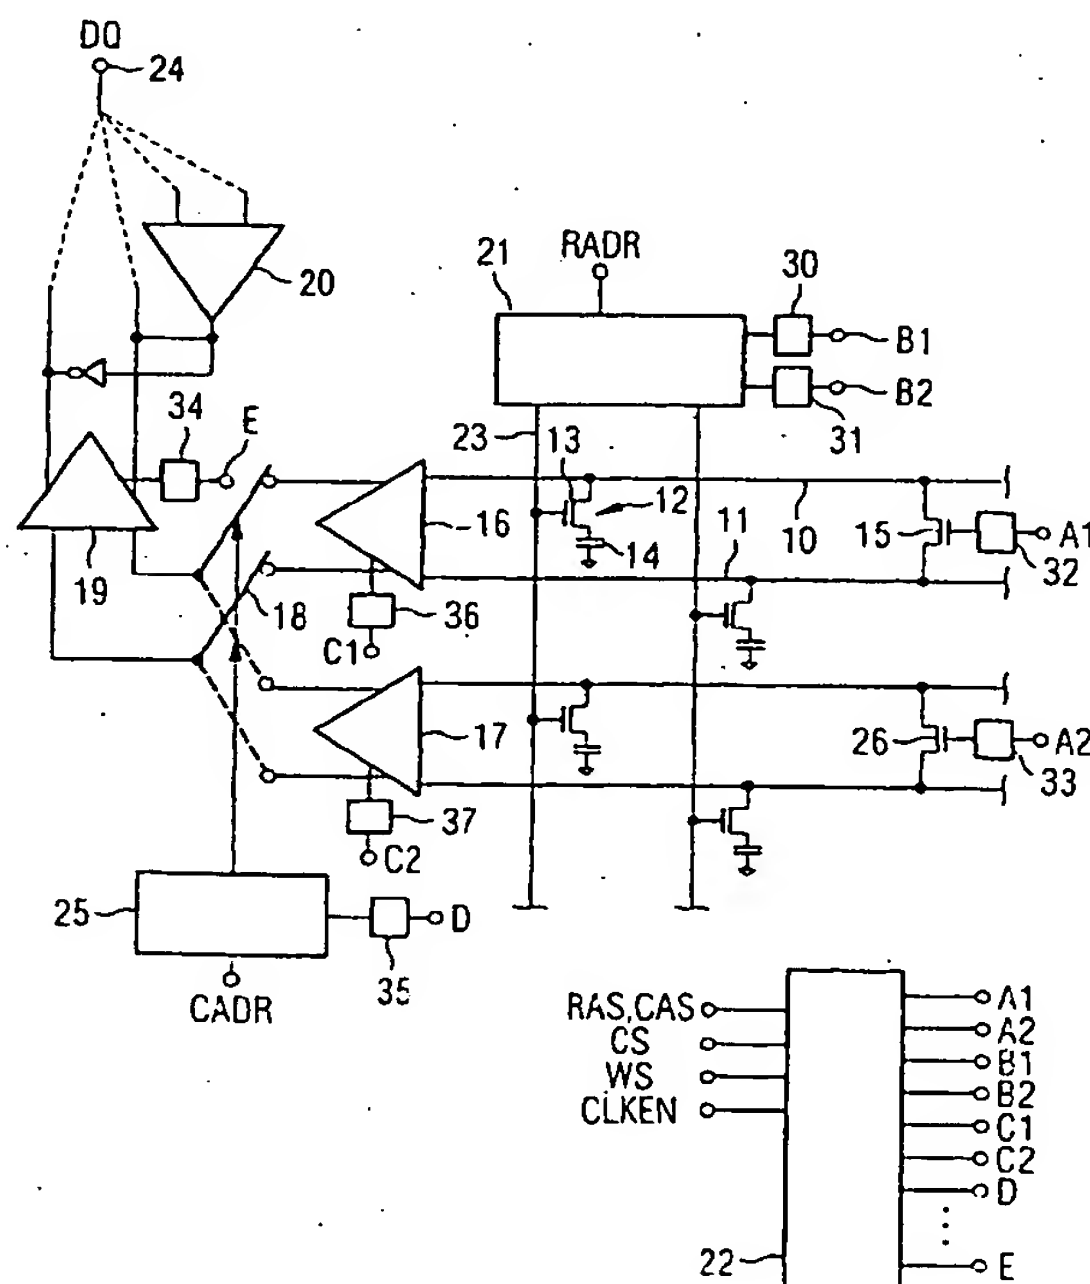 DQ
24
20
RADR
21
30
B1
B2
31
34
E
23
13
12
16
14
10
11
15
A1
32
19
18
36
C1
17
26
A2
33
37
C2
25
D
35
CADR
RAS,CAS
CS
WS
CLKEN
A1
A2
B1
B2
C1
C2
D
E
22